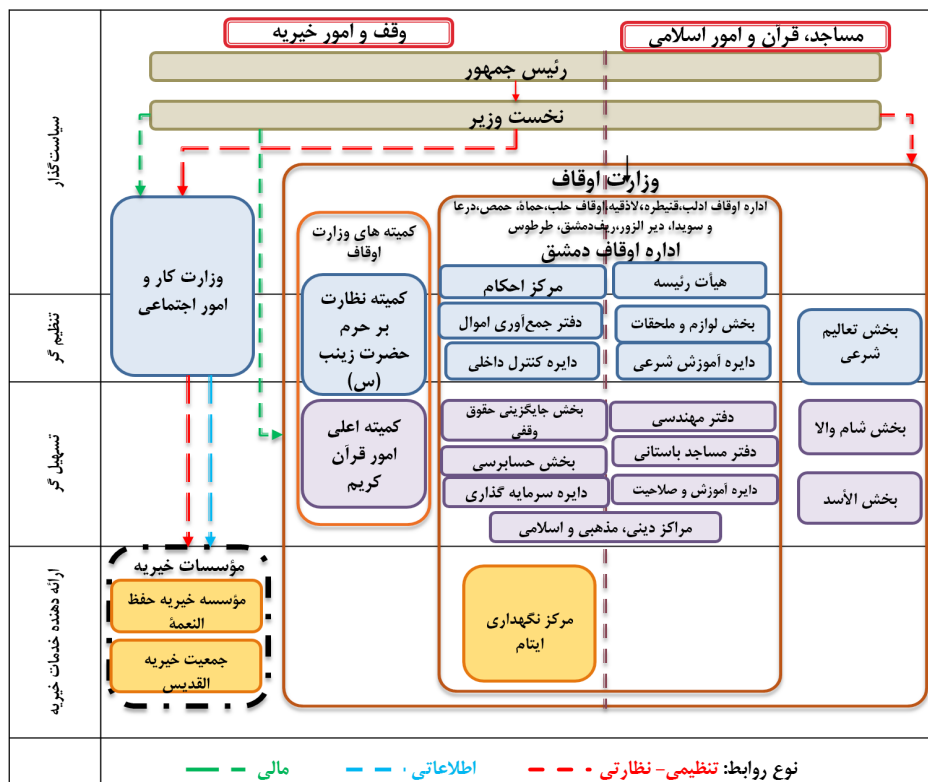 مساجد، قرآن و امور اسلامی
وقف و امور خیریه
رئیس جمهور
نخست وزیر
سیاست‌گذار
وزارت اوقاف
اداره اوقاف ادلب،قنیطره،لاذقیه،اوقاف حلب،حماة، حمص،درعا
و سویدا، دیر الزور،ریف‌دمشق، طرطوس
اداره اوقاف دمشق
کمیته های وزارت
اوقاف
وزارت کار و
امور اجتماعی
هیأت رئیسه
مرکز احکام
کمیته نظارت
بر حرم
حضرت زینب
(س)
تنظیم گر
بخش تعالیم
شرعی
بخش لوازم و ملحقات
دفتر جمع‌آوری اموال
دایره آموزش شرعی
دایره کنترل داخلی
تسهیل گر
بخش شام والا
بخش الأسد
دفتر مهندسی
بخش جایگزینی حقوق
وقفی
دفتر مساجد باستانی
بخش حسابرسی
دایره آموزش و صلاحیت
دایره سرمایه گذاری
مراکز دینی، مذهبی و اسلامی
کمیته اعلی
امور قرآن
کریم
ارائه دهنده خدمات خیریه
مرکز نگهداری
ایتام
مؤسسات خیریه
مؤسسه خیریه حفظ
النعمة
جمعیت خیریه
القدیس
نوع روابط: تنظیمی- نظارتی اطلاعاتی مالی